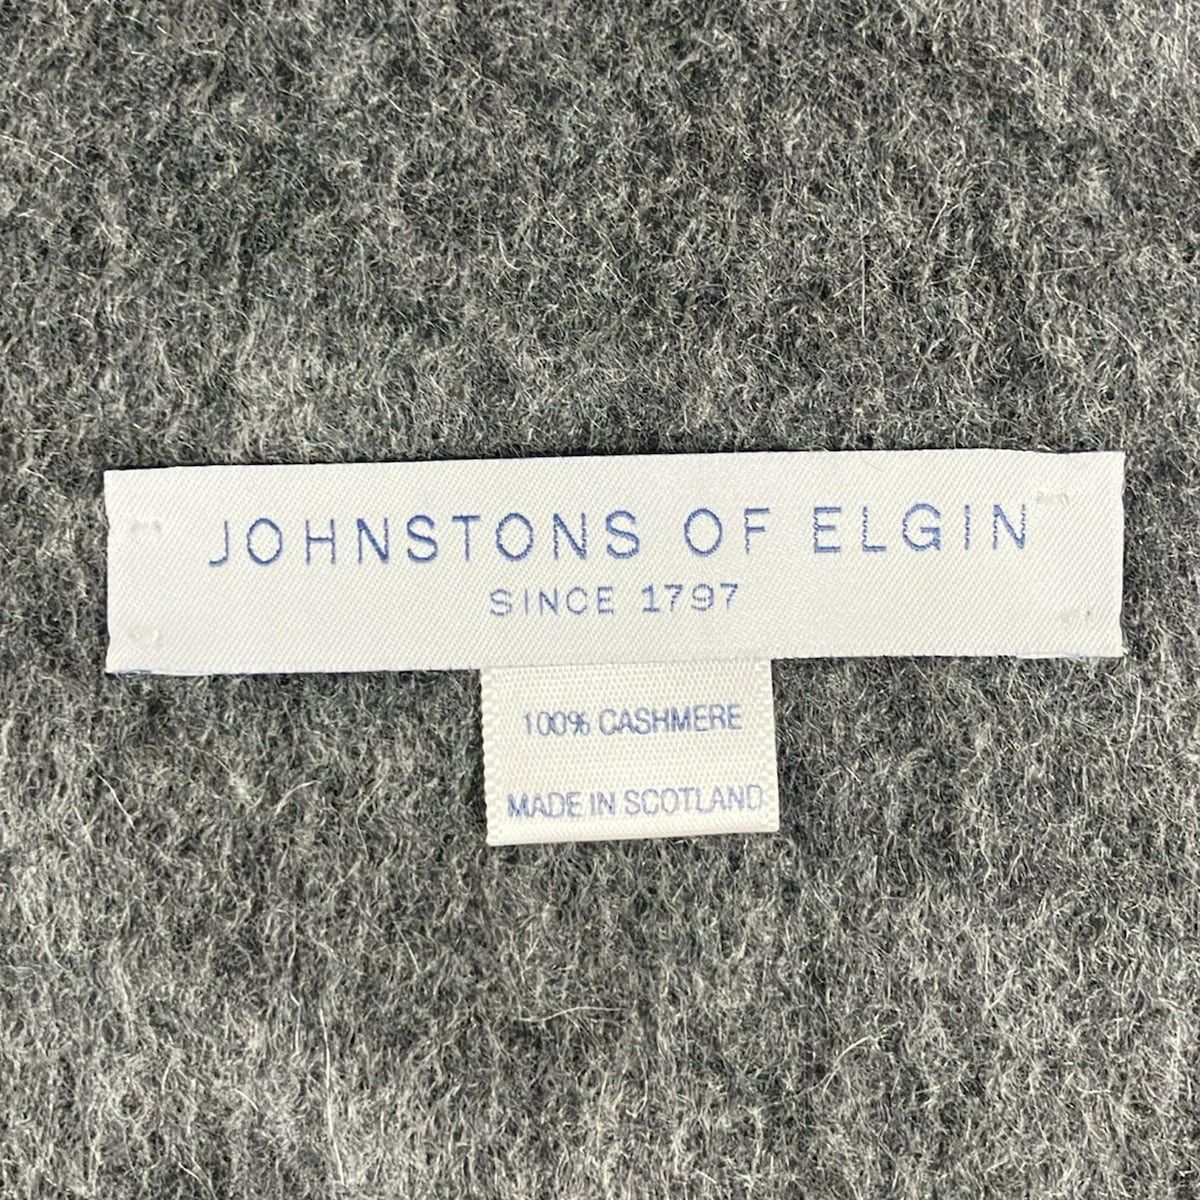 JOHNSTONS OF ELGIN
SINCE 1797
100% CASHMERE
MADE IN SCOTLAND